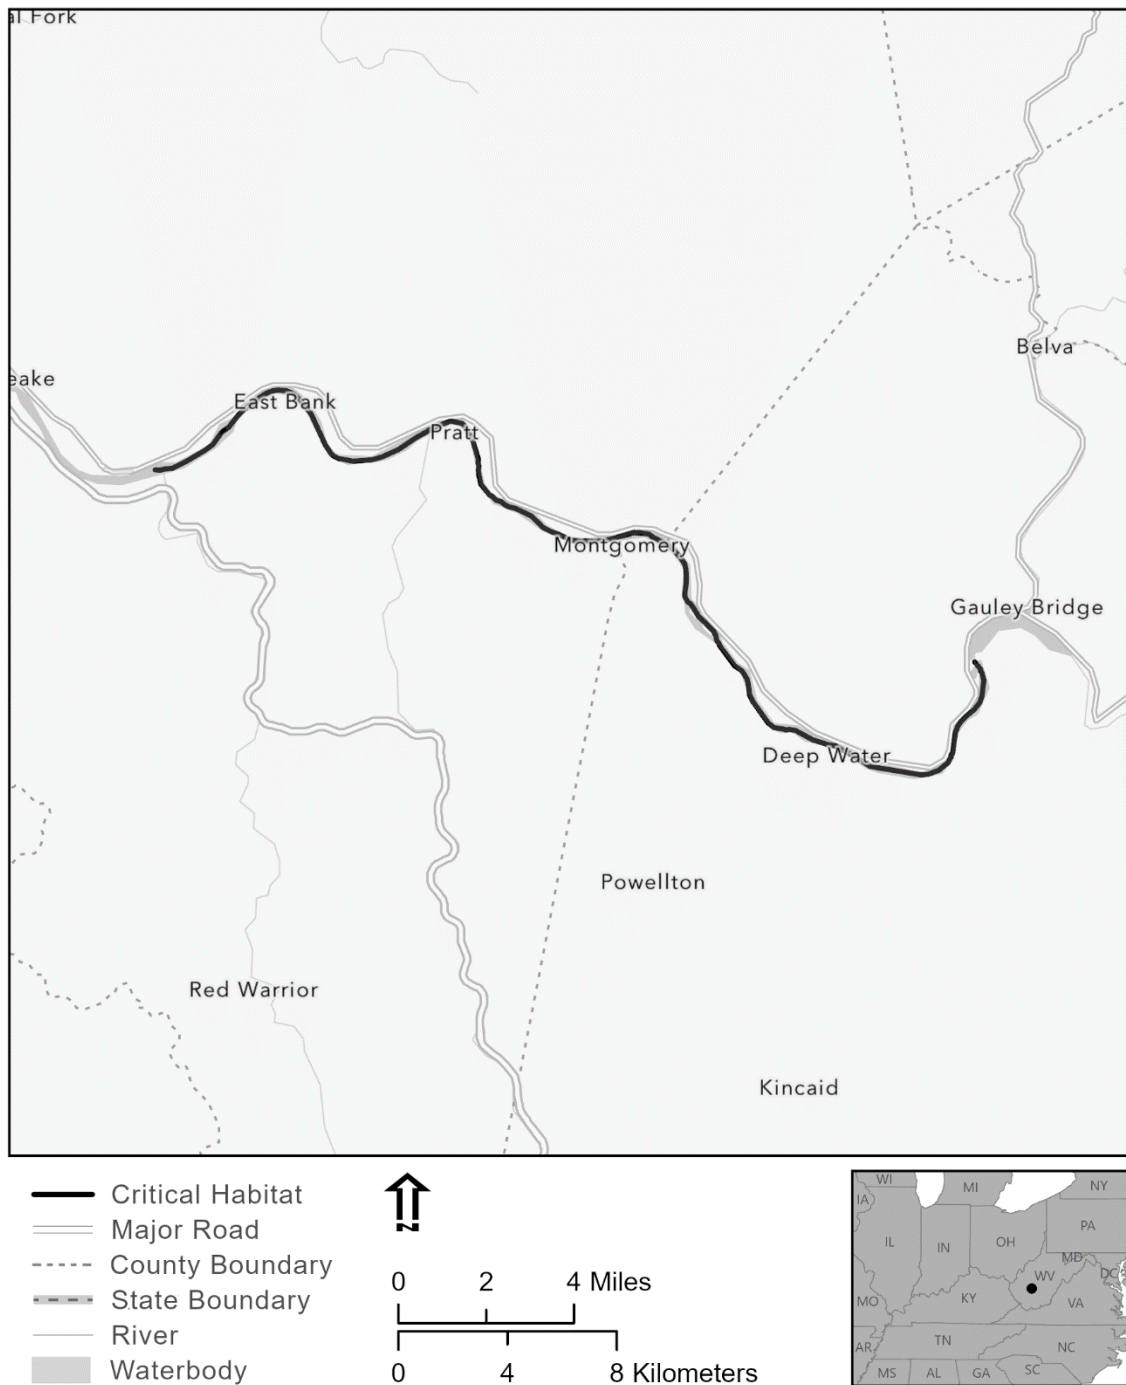 al Fork
Belva
eake
East Bank
Pratt
Montgomery
Gauley Bridge
Deep Water
Powellton
Red Warrior
Kincaid
Critical Habitat
Major Road
County Boundary
State Boundary
River
Waterbody
N
0 2 4 Miles
0 4 8 Kilometers
WI
MI
NY
IA
PA
IL
IN
OH
MD
WV
DC
MO
KY
VA
TN
NC
AR
MS
AL
GA
SC